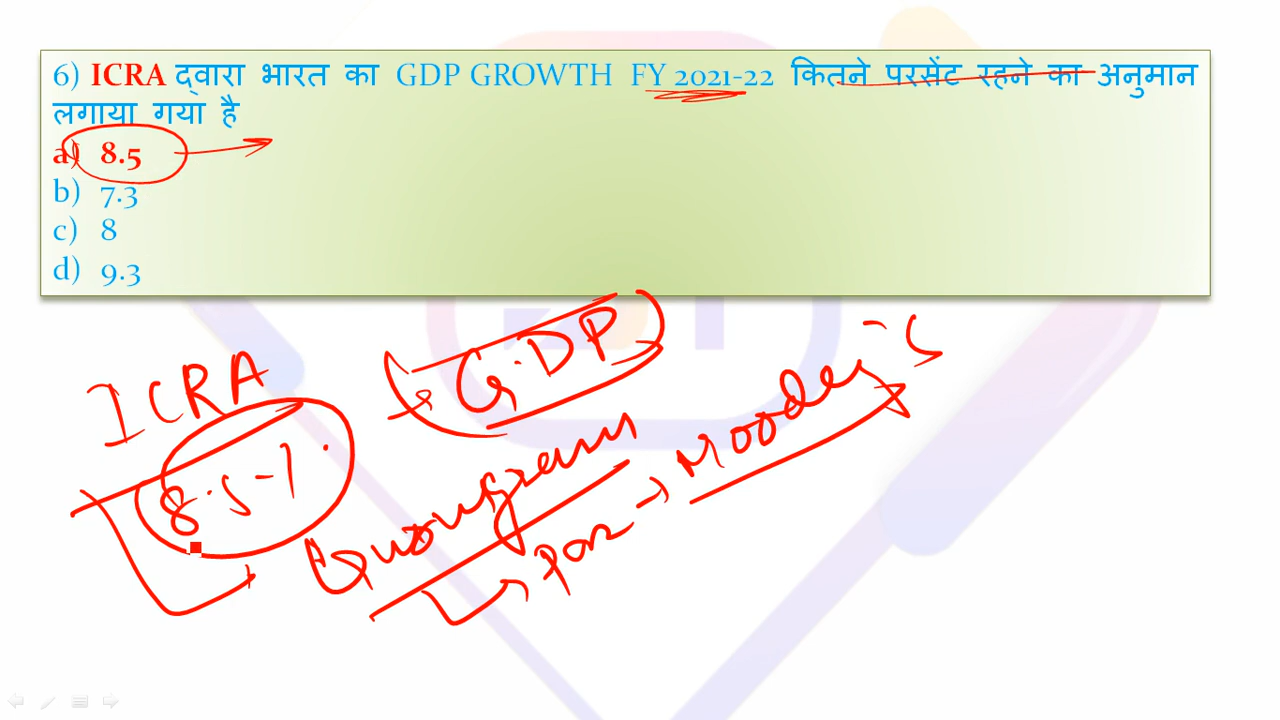 6) ICRA द्वारा भारत का GDP GROWTH FY 2021-22 कितने परसेंट रहने का अनुमान
लगाया गया है
a) 8.5
b) 7.3
c) 8
d) 9.3
ICRA
G.DP
8.5-1.
Moodey's